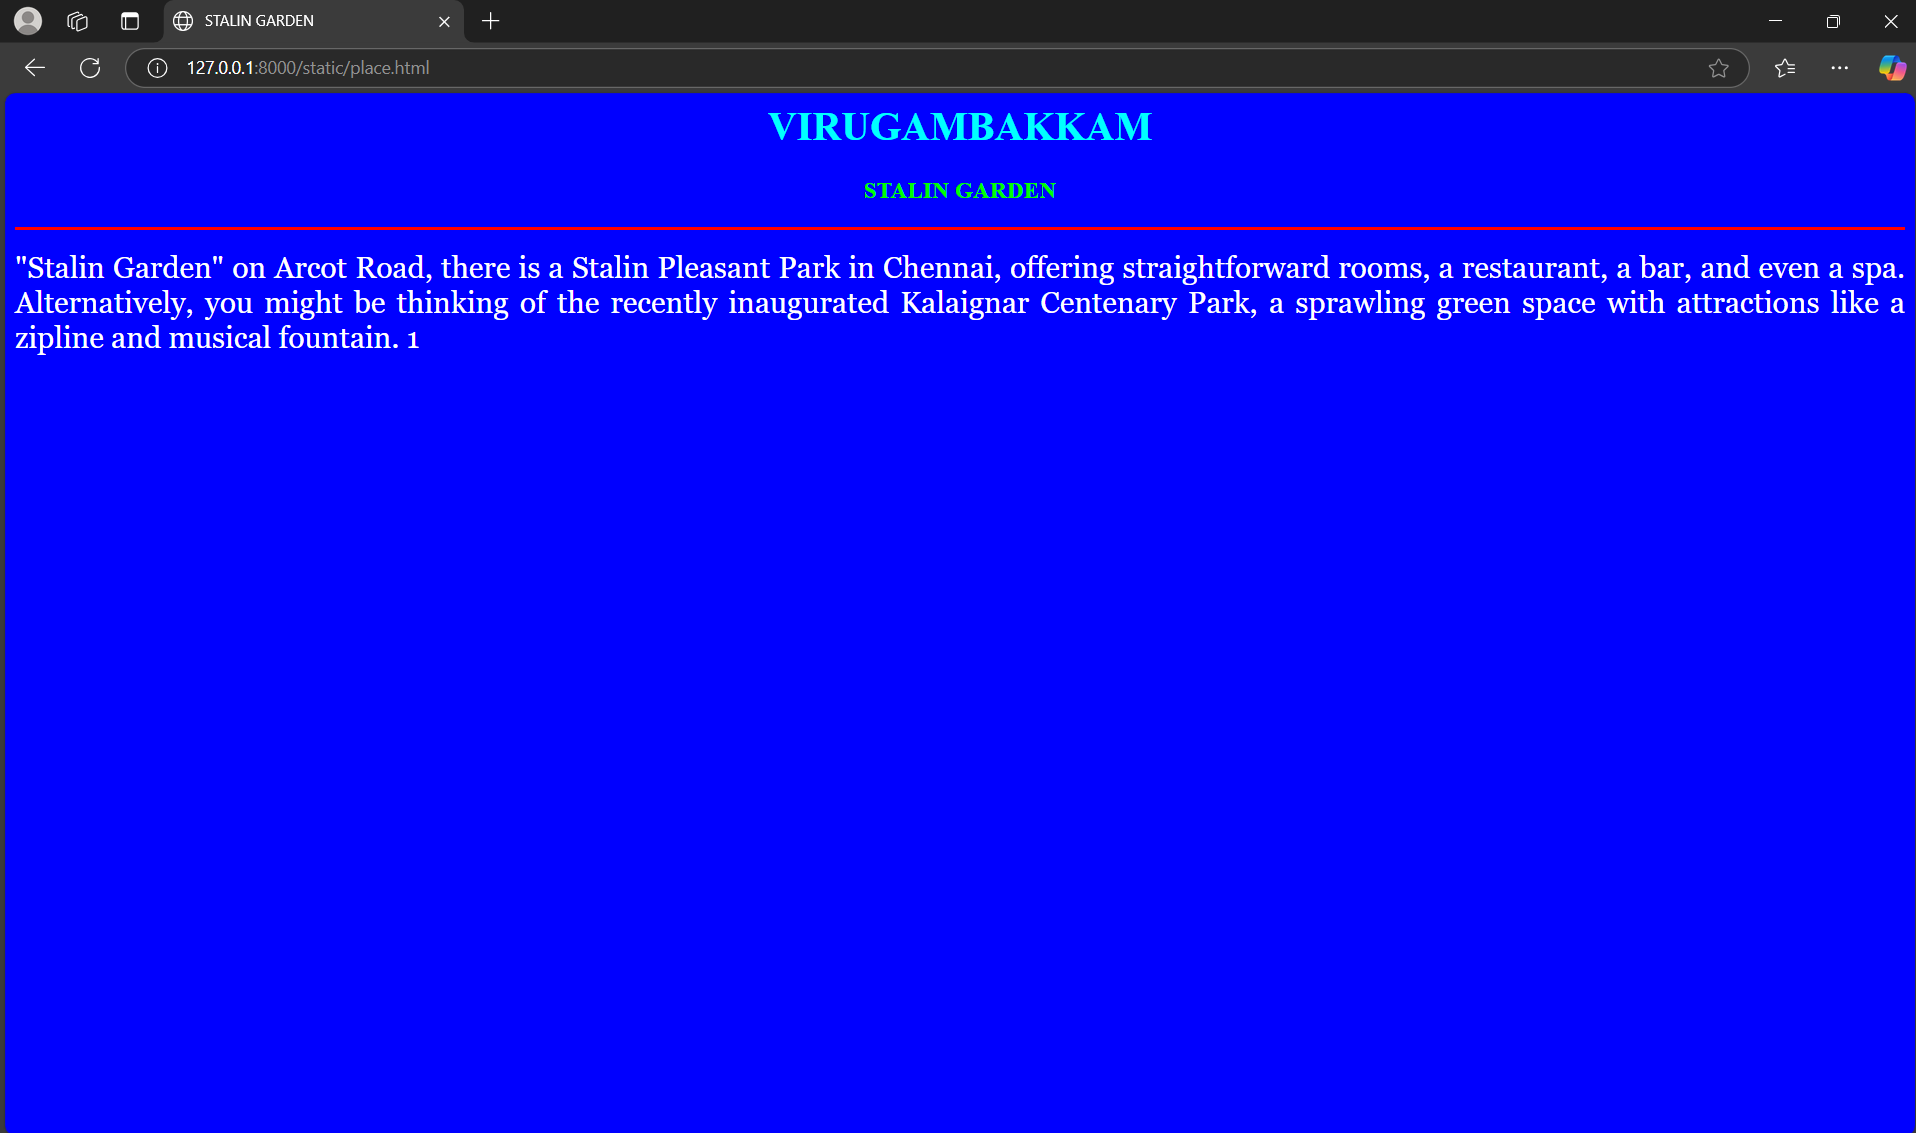 STALIN GARDEN
127.0.0.1:8000/static/place.html
VIRUGAMBAKKAM
STALIN GARDEN
"Stalin Garden" on Arcot Road, there is a Stalin Pleasant Park in Chennai, offering straightforward rooms, a restaurant, a bar, and even a spa.
Alternatively, you might be thinking of the recently inaugurated Kalaignar Centenary Park, a sprawling green space with attractions like a
zipline and musical fountain. 1